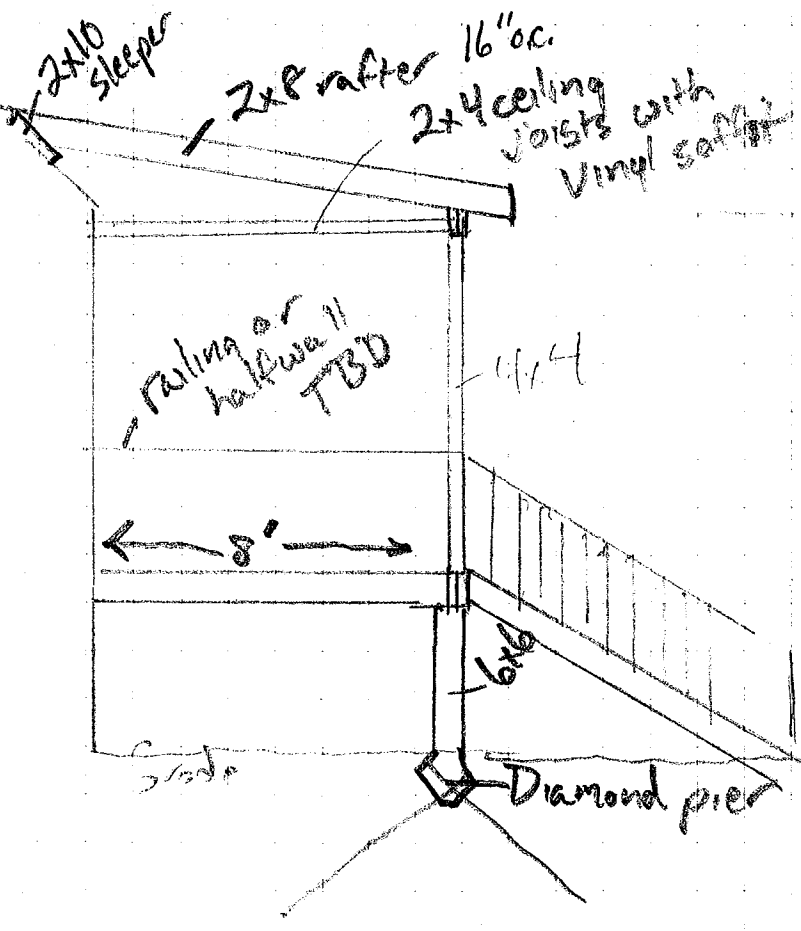 2x10
sleeper
2x8 rafter 16" o.c.
2x4 ceiling
joists with
Vinyl soffit
railing or
halfwall
TBD
4x4
8'
6x6
Grade
Diamond pier